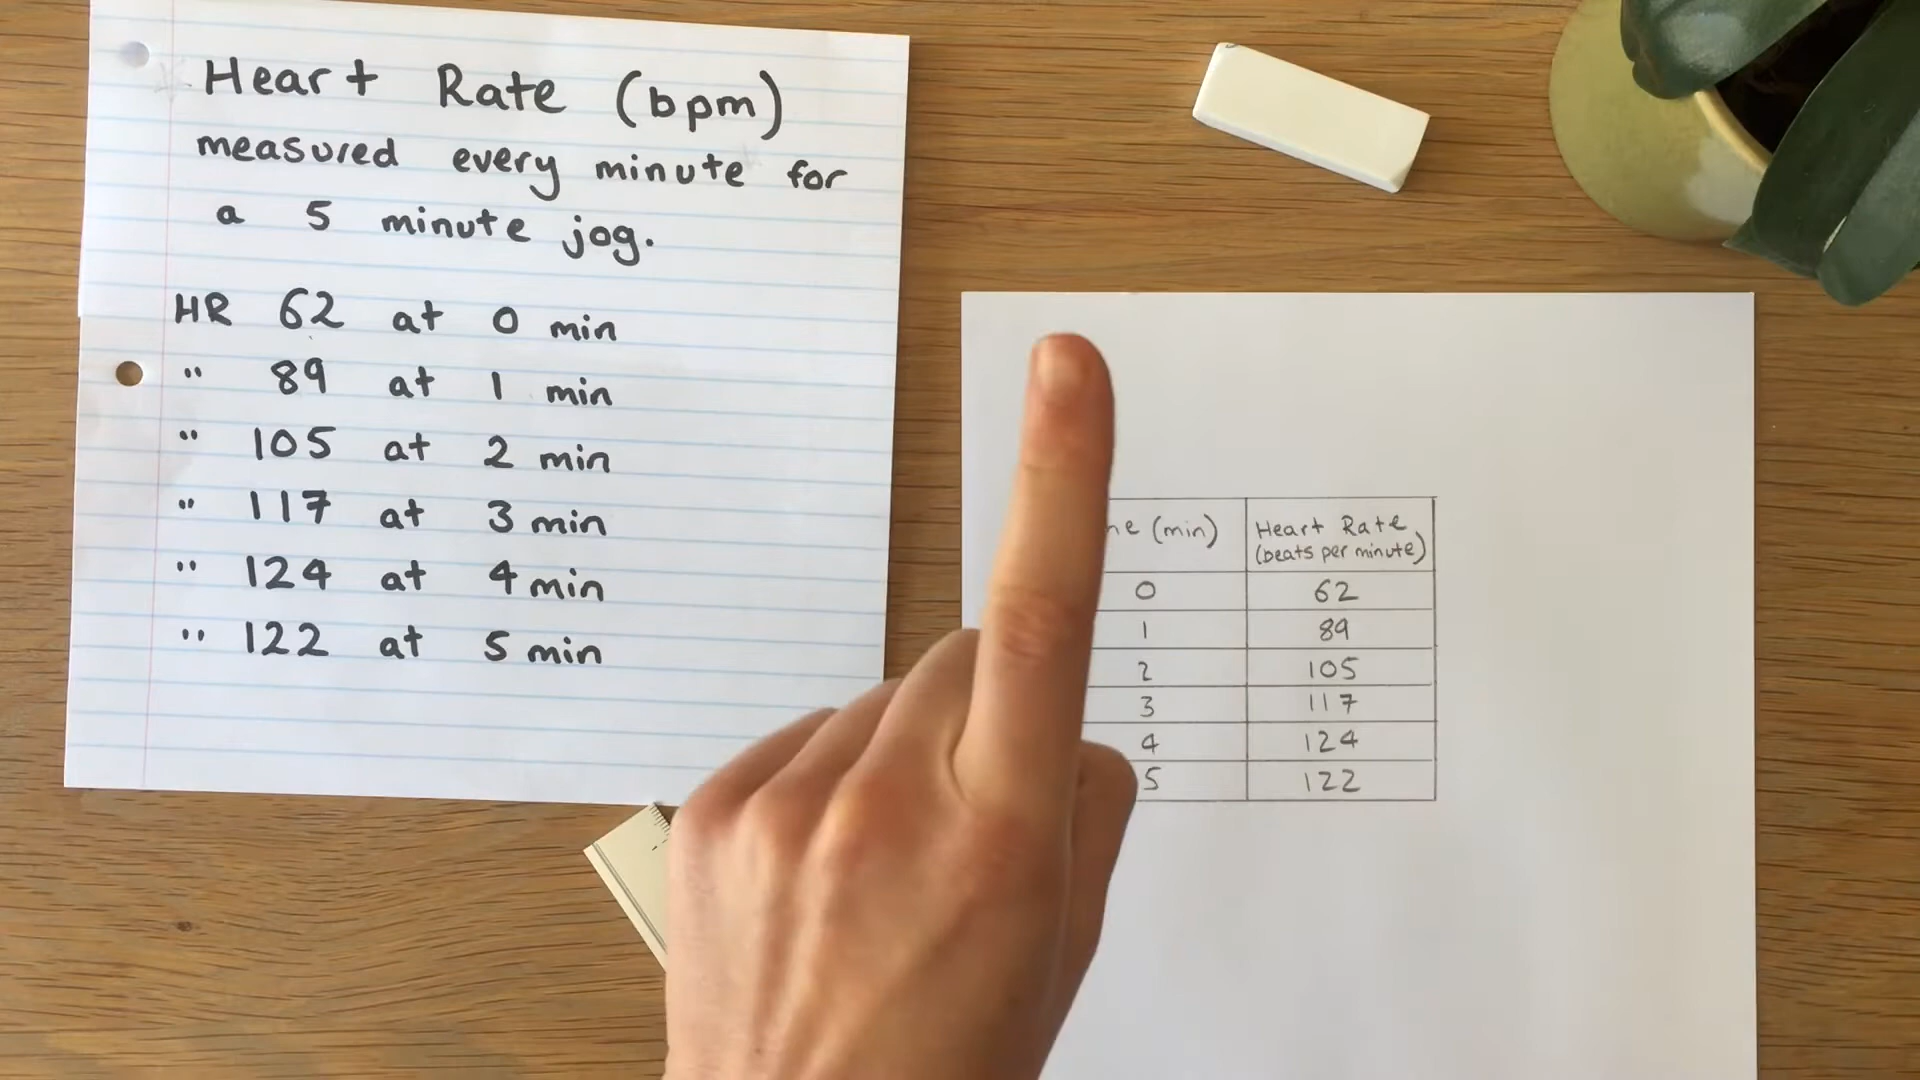 Heart Rate (bpm)
measured every minute for
a 5 minute jog.
HR 62 at 0 min
" 89 at 1 min
" 105 at 2 min
" 117 at 3 min
" 124 at 4 min
" 122 at 5 min
(min) Heart Rate
(beats per minute)
0 62
1 89
2 105
3 117
4 124
5 122